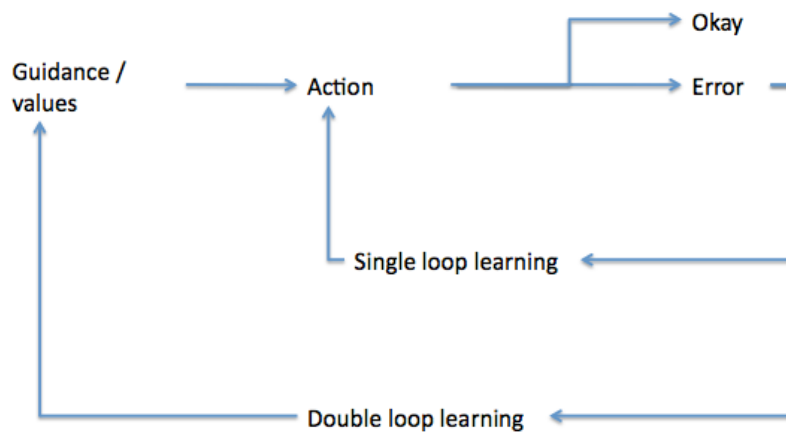 Okay
Guidance /
values
Action
Error
Single loop learning
Double loop learning